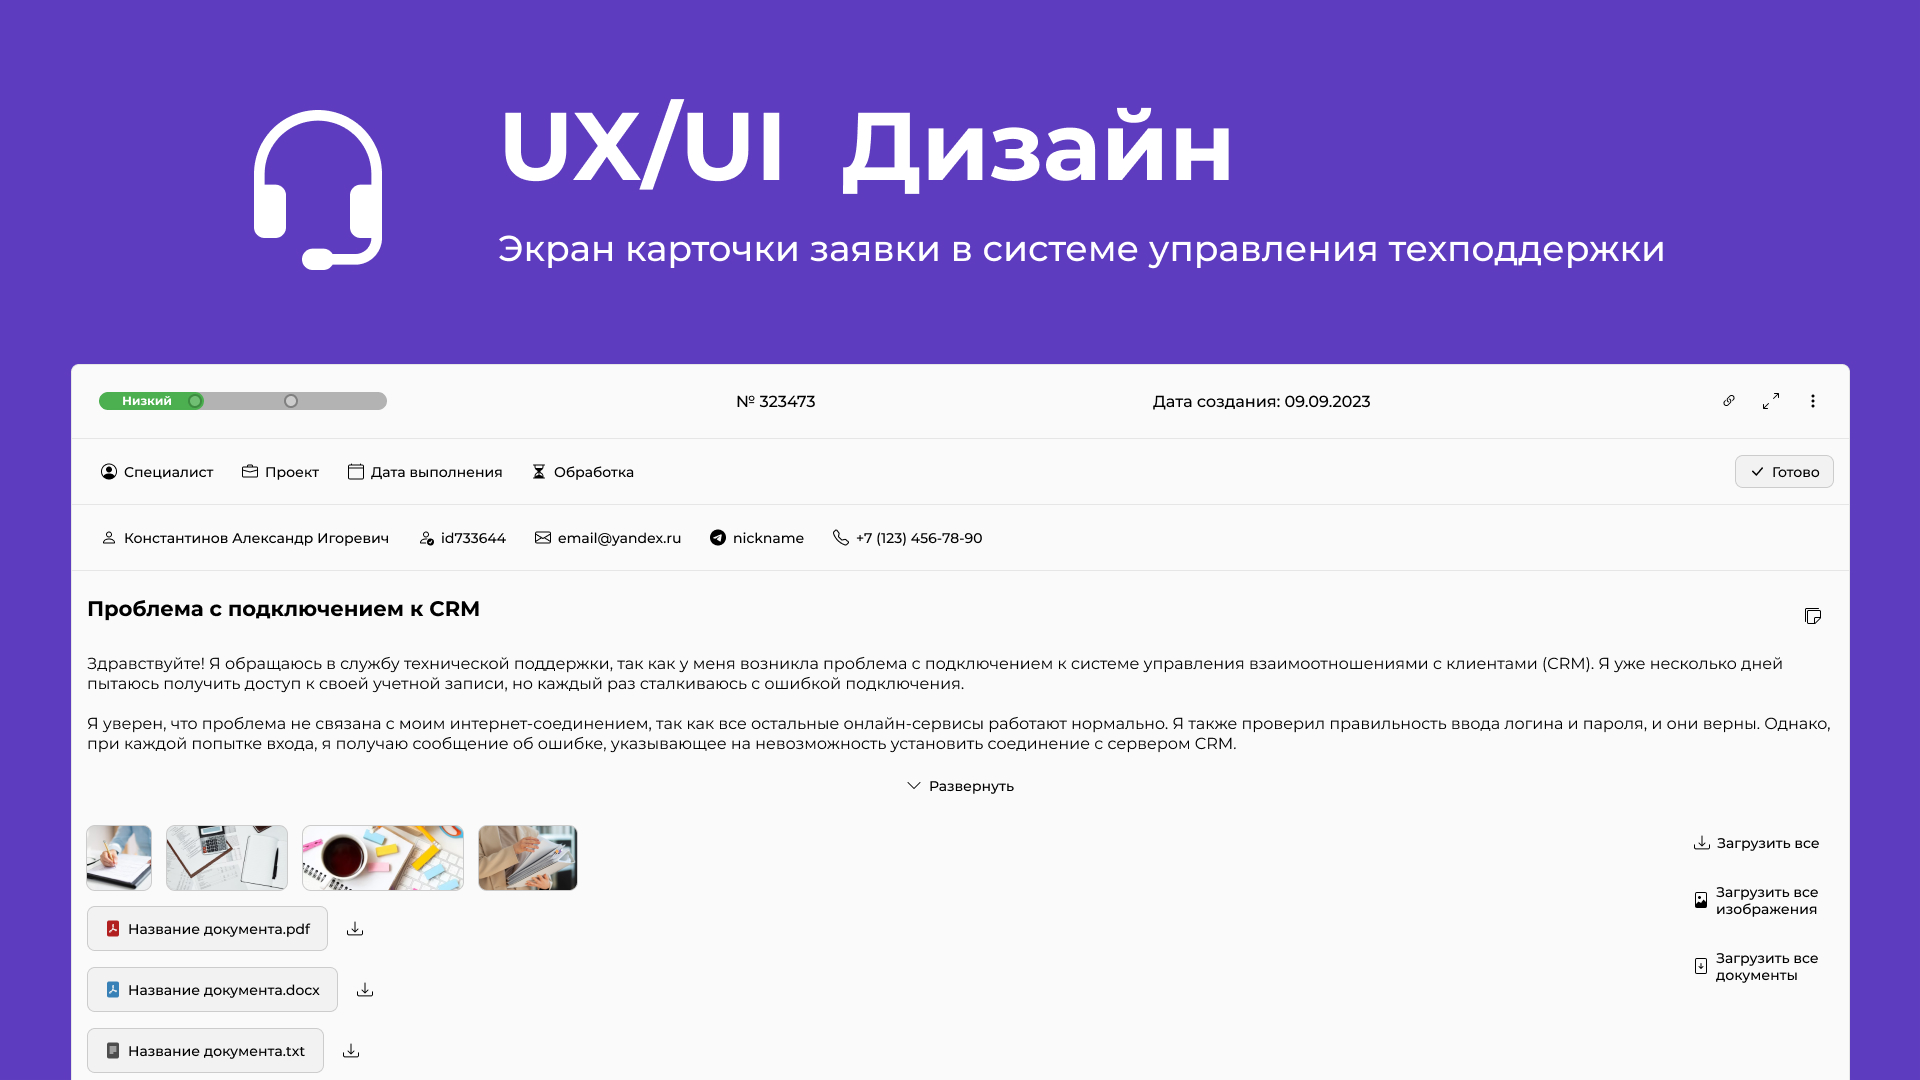 UX/UI Дизайн
Экран карточки заявки в системе управления техподдержки
Низкий
№ 323473
Дата создания: 09.09.2023
Специалист
Проект
Дата выполнения
Обработка
Готово
Константинов Александр Игоревич
id733644
email@yandex.ru
nickname
+7 (123) 456-78-90
Проблема с подключением к CRM
Здравствуйте! Я обращаюсь в службу технической поддержки, так как у меня возникла проблема с подключением к системе управления взаимоотношениями с клиентами (CRM). Я уже несколько дней
пытаюсь получить доступ к своей учетной записи, но каждый раз сталкиваюсь с ошибкой подключения.
Я уверен, что проблема не связана с моим интернет-соединением, так как все остальные онлайн-сервисы работают нормально. Я также проверил правильность ввода логина и пароля, и они верны. Однако,
при каждой попытке входа, я получаю сообщение об ошибке, указывающее на невозможность установить соединение с сервером CRM.
Развернуть
Загрузить все
Загрузить все
изображения
Загрузить все
документы
Название документа.pdf
Название документа.docx
Название документа.txt